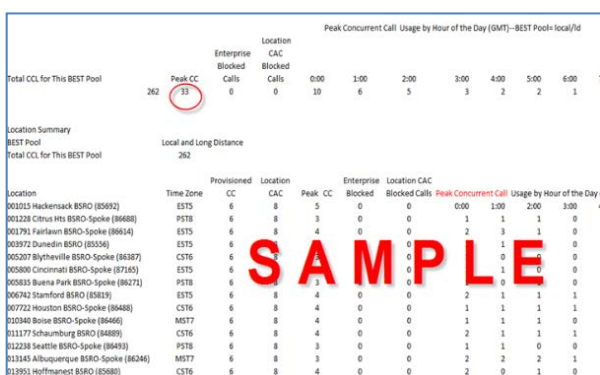 Peak Concurrent Call Usage by Hour of the Day (GMT)--BEST Pool= local/ld
Total CCL for This BEST Pool Peak CC Enterprise Blocked Calls Location CAC Blocked Calls 0:00 1:00 2:00 3:00 4:00 5:00 6:00
262 33 0 0 10 6 5 3 2 2 1
Location Summary
BEST Pool Local and Long Distance
Total CCL for This BEST Pool 262
Location Time Zone Provisioned CC Location CAC Peak CC Enterprise Blocked Location CAC Blocked Calls Peak Concurrent Call Usage by Hour of the Day
0:00 1:00 2:00 3:00
001015 Hackensack BSRO (85692) EST5 6 8 5 0 0 1 0
001228 Citrus Hts BSRO-Spoke (86688) PST8 6 8 3 0 0 1 1 1 0
001791 Fairlawn BSRO-Spoke (86614) EST5 6 8 4 0 0 2 3 1 0
003972 Dunedin BSRO (85556) EST5 6 8 1 0
005207 Blytheville BSRO-Spoke (86387) CST6 6 8
005800 Cincinnati BSRO-Spoke (87165) EST5 6 8 1 0
005835 Buena Park BSRO-Spoke (86271) PST8 6 8 3
006742 Stamford BSRO (85819) EST5 6 8 4 0 0 2 1 1 1
007722 Houston BSRO-Spoke (86488) CST6 6 8 4 0 0 1 1 1 1
010340 Boise BSRO-Spoke (86466) MST7 6 8 4 0 0 1 1 1 0
011177 Schaumburg BSRO (84889) CST6 6 8 4 0 0 2 1 1 1
012238 Seattle BSRO-Spoke (86493) PST8 6 8 3 0 0 1 1 0 0
013145 Albuquerque BSRO-Spoke (86246) MST7 6 8 3 0 0 2 2 2 1
013951 Hoffmanest BSRO (85680) CST6 6 8 4 0 0 2 0 1 0
SAMPLE